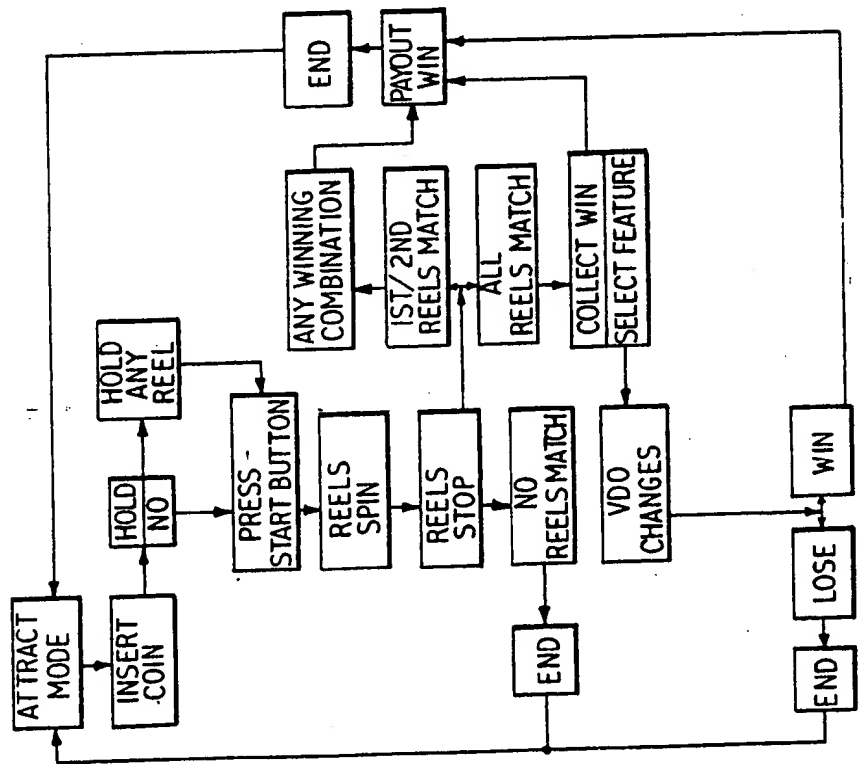 ATTRACT
MODE
INSERT
COIN
HOLD
NO
HOLD
ANY
REEL
PRESS -
START BUTTON
REELS
SPIN
REELS
STOP
NO
REELS MATCH
END
ANY WINNING
COMBINATION
1ST/2ND
REELS MATCH
ALL
REELS MATCH
COLLECT WIN
SELECT FEATURE
PAYOUT
WIN
END
VDO
CHANGES
WIN
LOSE
END